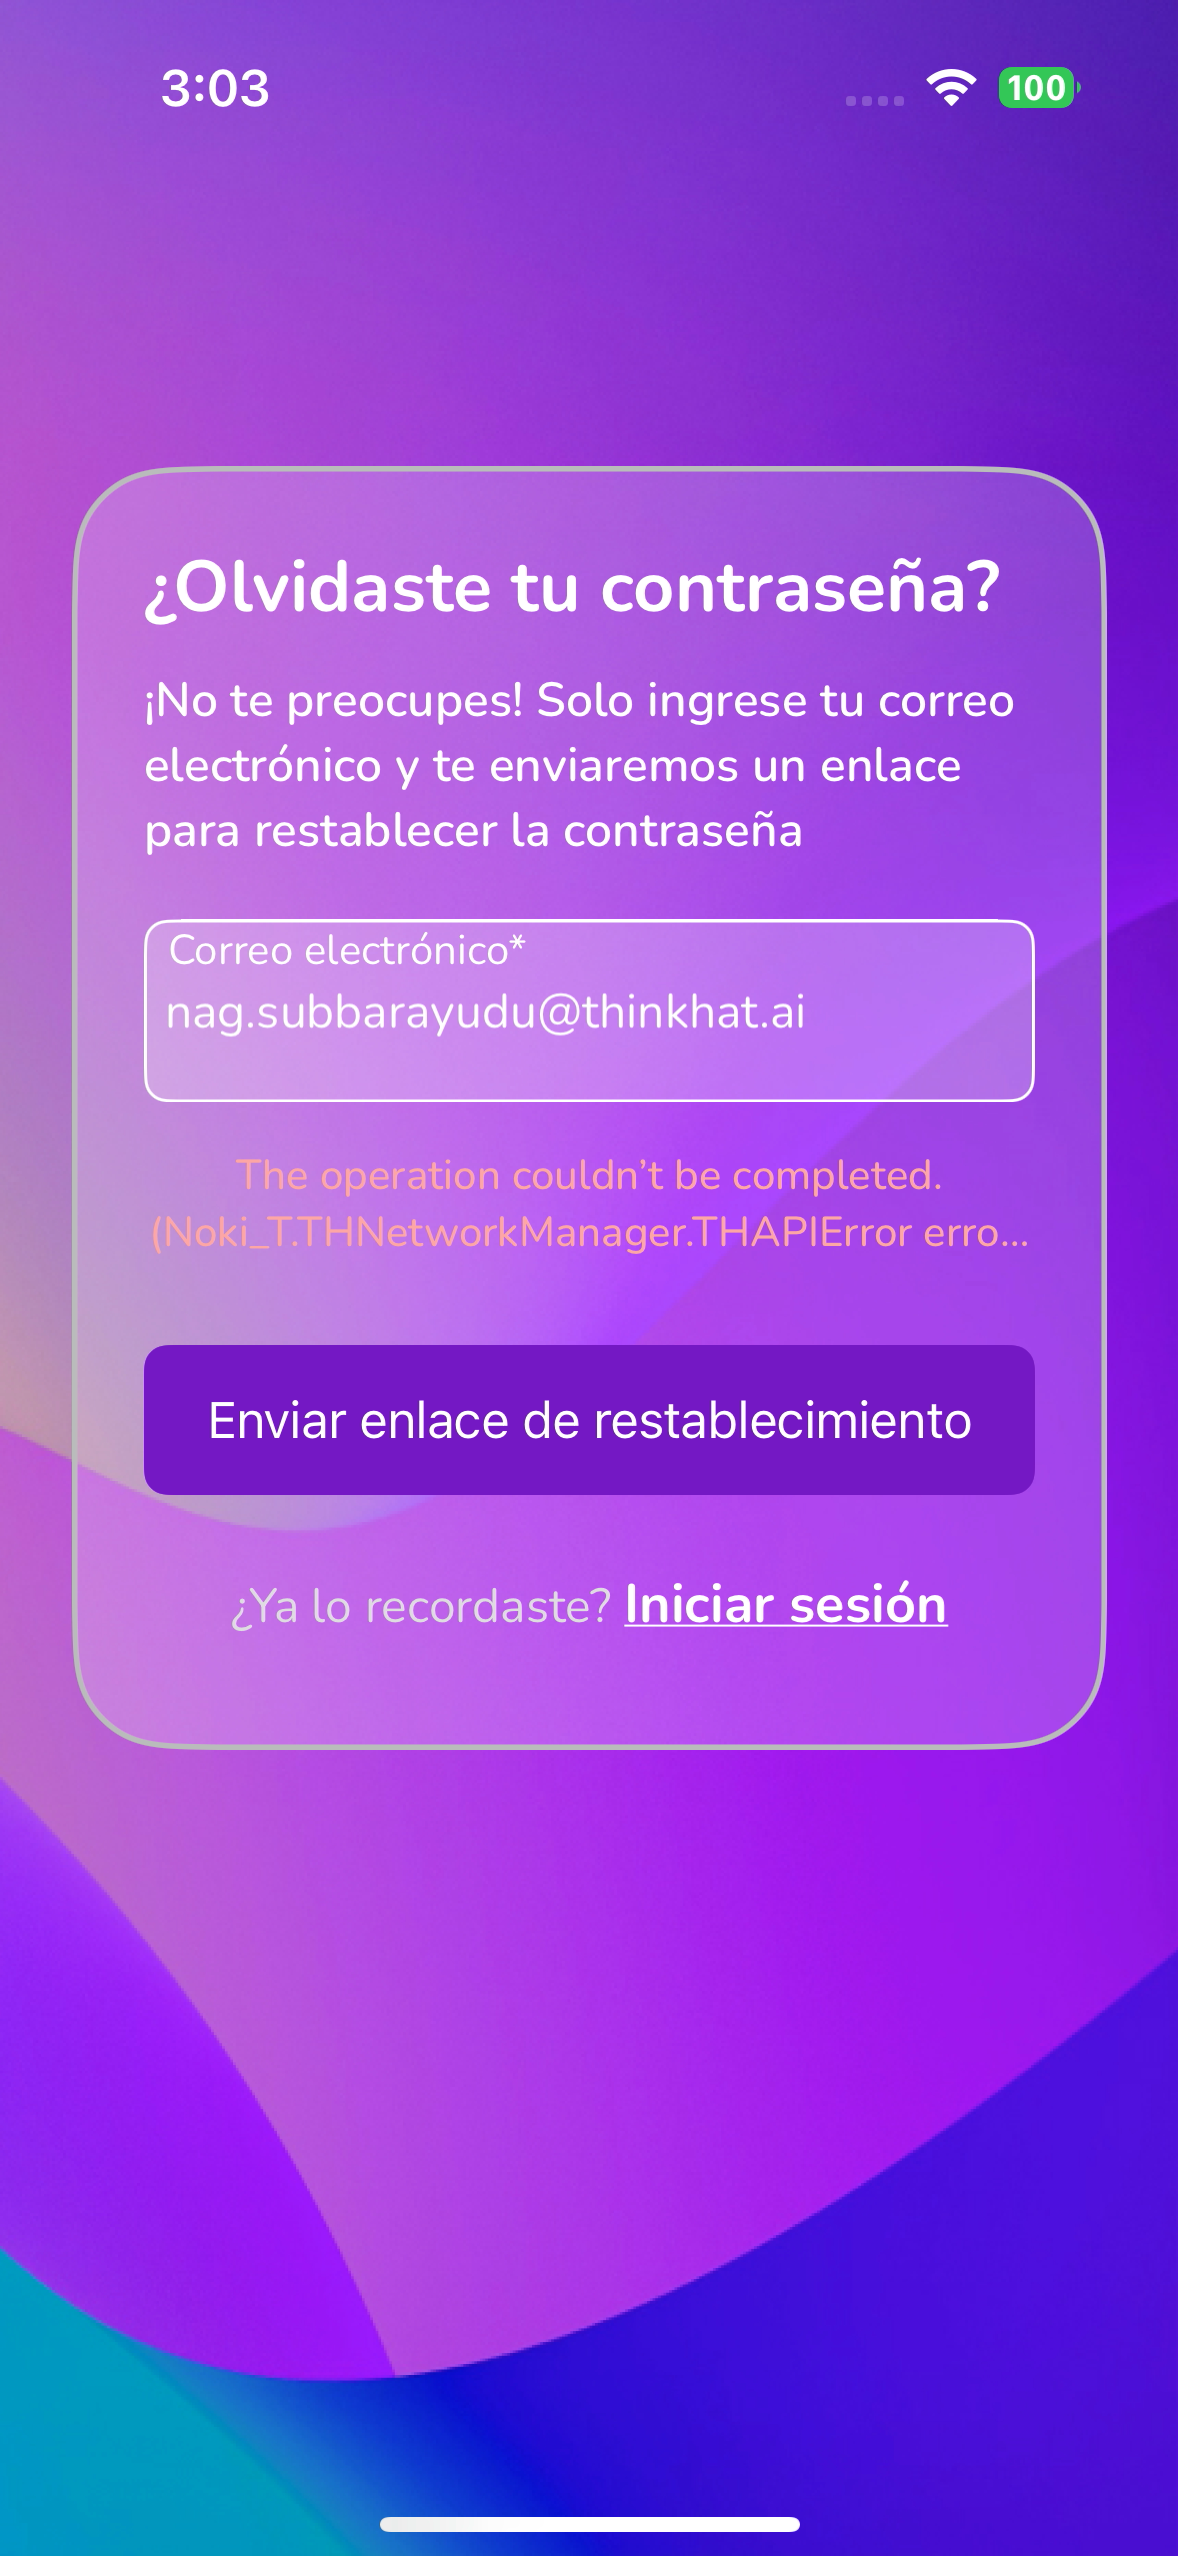 3:03
100
¿Olvidaste tu contraseña?
¡No te preocupes! Solo ingrese tu correo
electrónico y te enviaremos un enlace
para restablecer la contraseña
Correo electrónico*
nag.subbarayudu@thinkhat.ai
The operation couldn’t be completed.
(Noki_T.THNetworkManager.THAPIError erro...
Enviar enlace de restablecimiento
¿Ya lo recordaste? Iniciar sesión